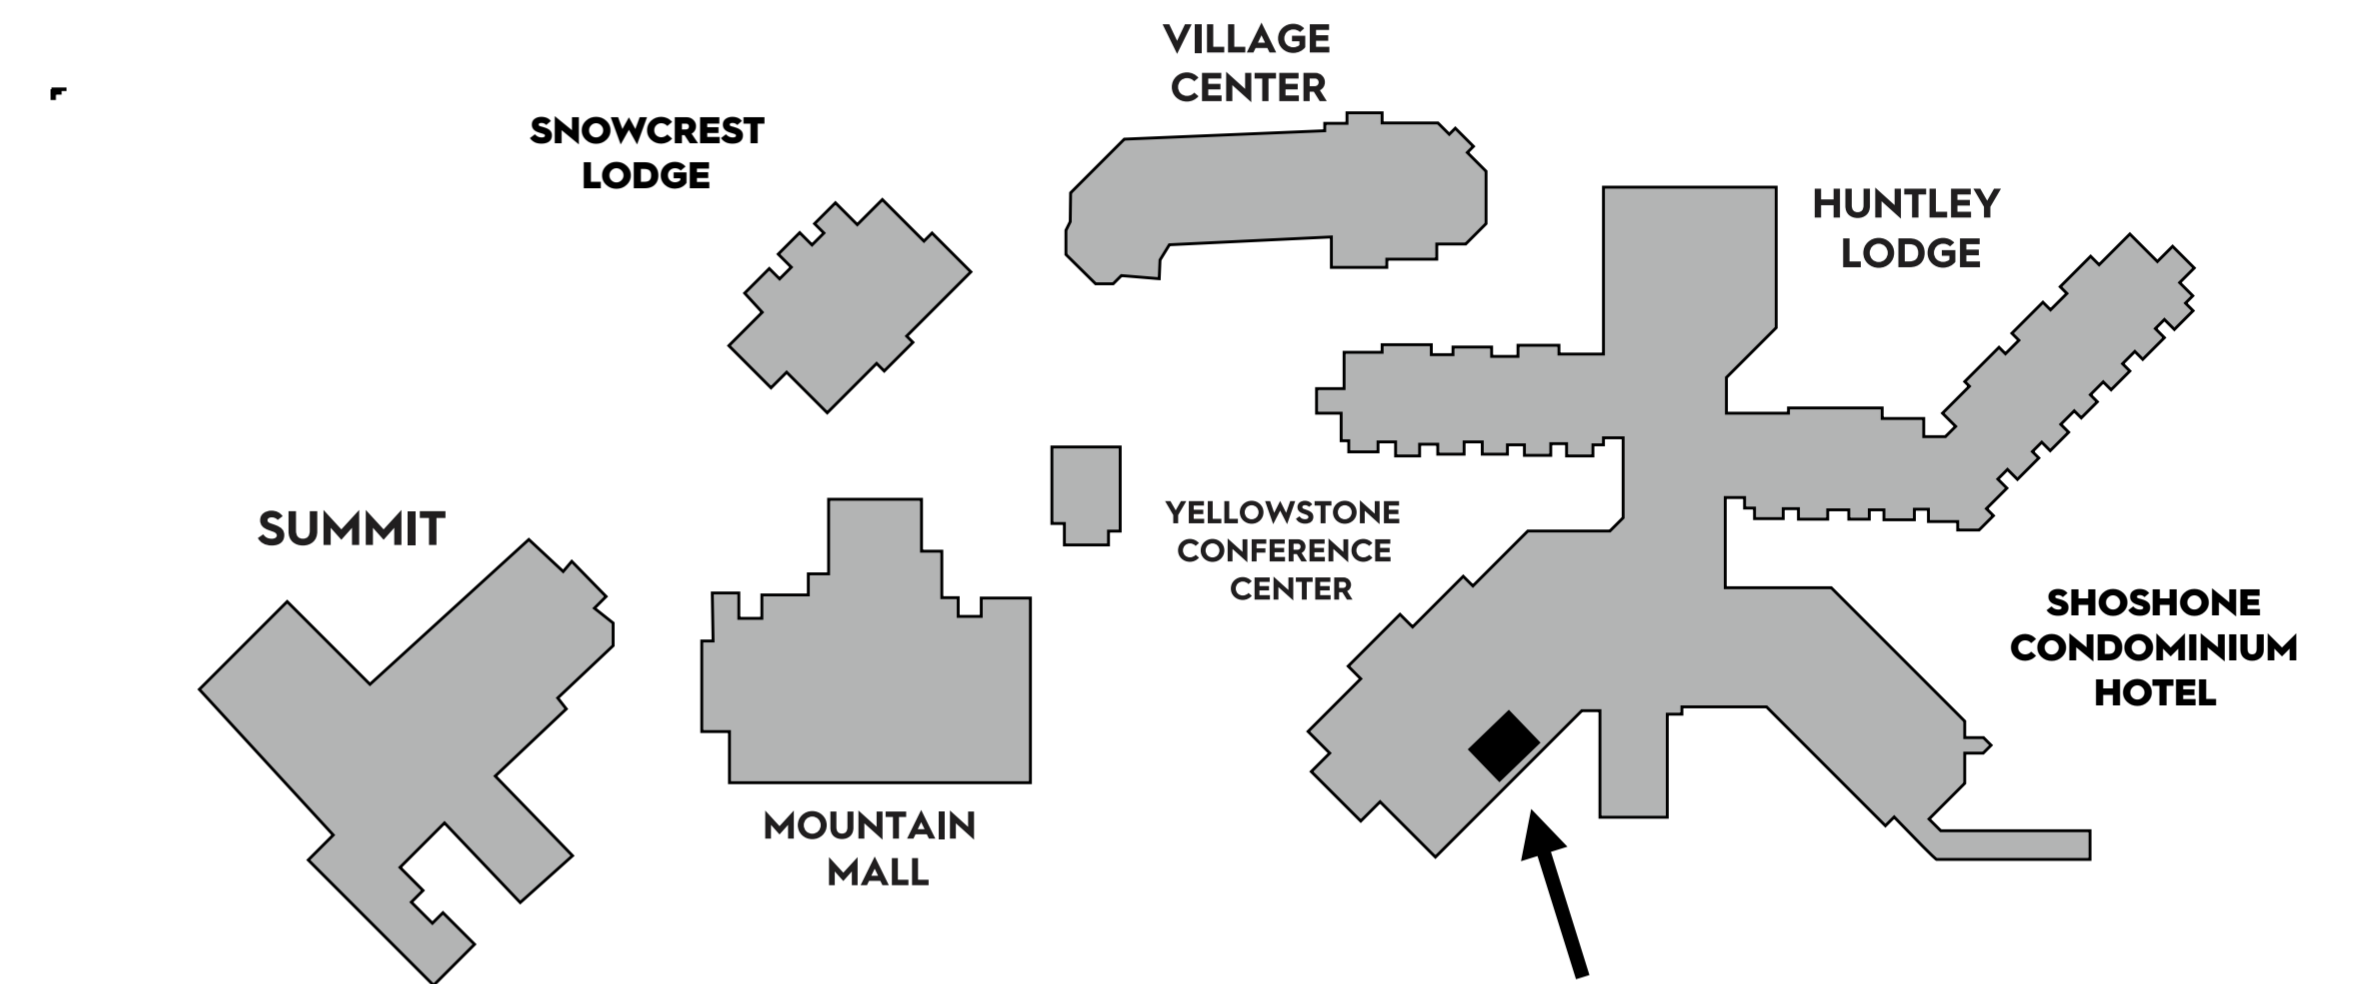 VILLAGE
CENTER
SNOWCREST
LODGE
HUNTLEY
LODGE
SUMMIT
YELLOWSTONE
CONFERENCE
CENTER
SHOSHONE
CONDOMINIUM
HOTEL
MOUNTAIN
MALL